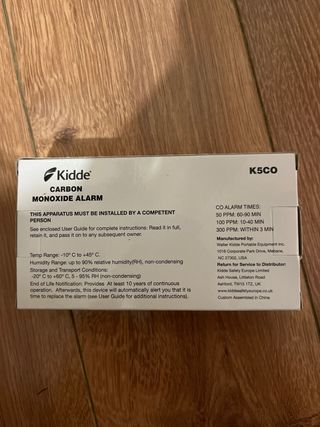 Kidde
K5CO
CARBON
MONOXIDE ALARM
THIS APPARATUS MUST BE INSTALLED BY A COMPETENT
PERSON
See enclosed User Guide for complete instructions: Read it in full,
retain it, and pass it on to any subsequent owner.
Temp Range: -10° C to +45° C.
Humidity Range: up to 90% relative humidity(RH), non-condensing
Storage and Transport Conditions:
-20° C to +60° C, 5 - 95% RH (non-condensing)
End of Life Notification: Provides At least 10 years of continuous
operation. Afterwards, this device will automatically alert you that it is
time to replace the alarm (see User Guide for additional instructions).
CO ALARM TIMES:
50 PPM: 60-90 MIN
100 PPM: 10-40 MIN
300 PPM: WITHIN 3 MIN
Manufactured by:
Walter Kidde Portable Equipment Inc.
1016 Corporate Park Drive, Mebane,
NC 27302, USA
Return for Service to Distributor:
Kidde Safety Europe Limited
Ash House, Littleton Road
Ashford, TW15 1TZ, UK
www.kiddesafetyeurope.co.uk
Custom Assembled in China